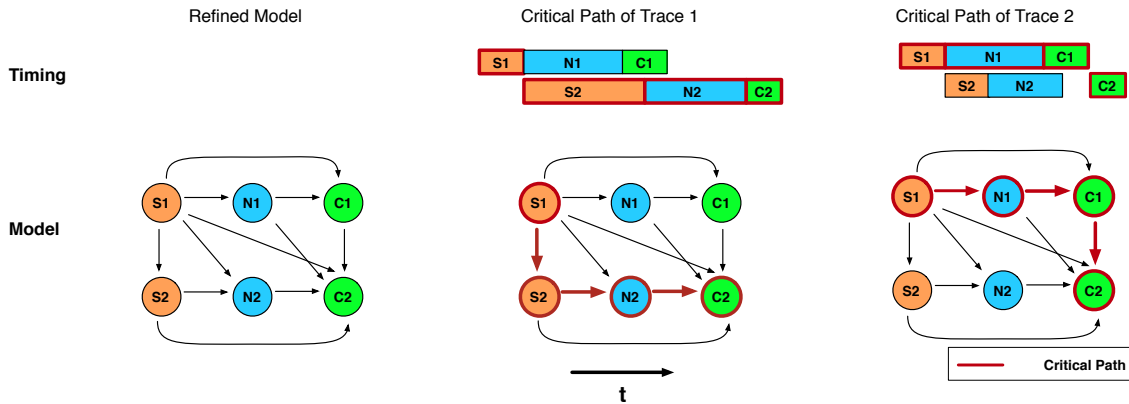 Refined Model
Critical Path of Trace 1
Critical Path of Trace 2
Timing
S1 N1 C1
S2 N2 C2
S1 N1 C1
S2 N2 C2
Model
S1 N1 C1
S2 N2 C2
S1 N1 C1
S2 N2 C2
S1 N1 C1
S2 N2 C2
Critical Path
t